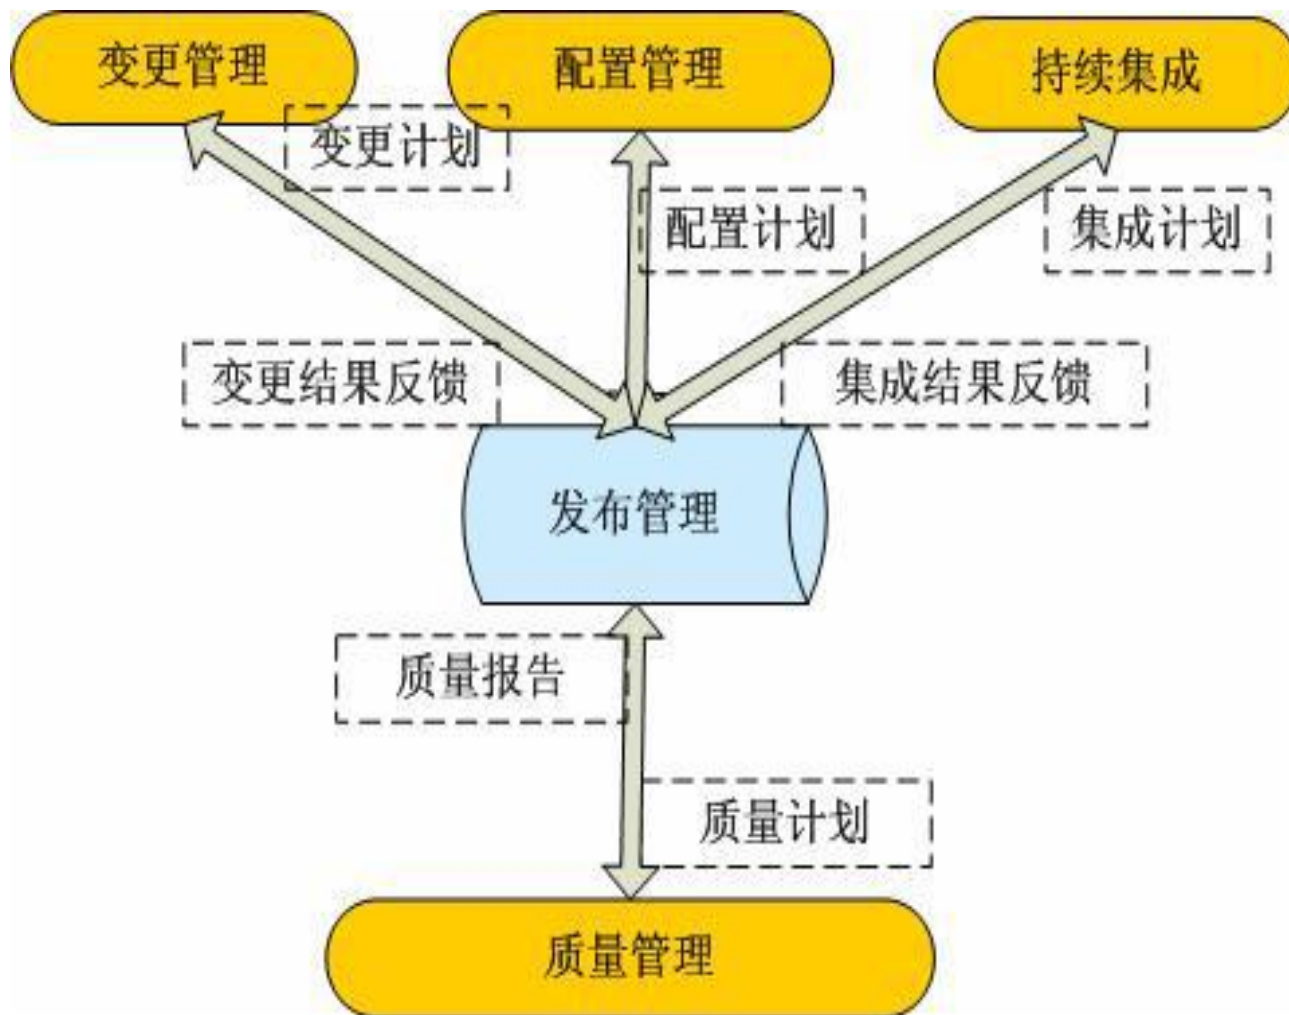 变更管理
配置管理
持续集成
变更计划
配置计划
集成计划
变更结果反馈
集成结果反馈
发布管理
质量报告
质量计划
质量管理